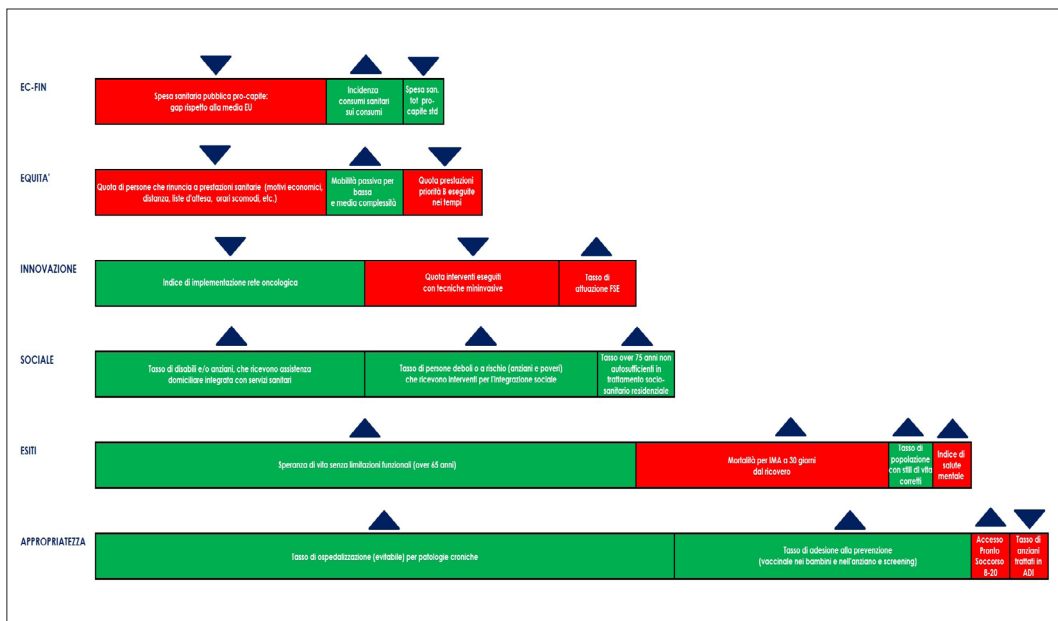 EC-FIN
Spesa sanitaria pubblica pro-capite:
gap rispetto alla media EU
Incidenza
consumi sanitari
sui consumi
Spesa san.
tot pro-
capite std
EQUITA'
Quota di persone che rinuncia a prestazioni sanitarie (motivi economici,
distanza, liste d'attesa, orari scomodi, etc.)
Mobilità passiva per
bassa
e media complessità
Quota prestazioni
priorità B eseguite
nei tempi
INNOVAZIONE
Indice di implementazione rete oncologica
Quota interventi eseguiti
con tecniche mininvasive
Tasso di
attuazione FSE
SOCIALE
Tasso di disabili e/o anziani, che ricevono assistenza
domiciliare integrata con servizi sanitari
Tasso di persone deboli o a rischio (anziani e poveri)
che ricevono interventi per l'integrazione sociale
Tasso over 75 anni non
autosufficienti in
trattamento socio-
sanitario residenziale
ESITI
Speranza di vita senza limitazioni funzionali (over 65 anni)
Mortalità per IMA a 30 giorni
dal ricovero
Tasso di
popolazione
con stili di vita
corretti
Indice di
salute
mentale
APPROPRIATEZZA
Tasso di ospedalizzazione (evitabile) per patologie croniche
Tasso di adesione alla prevenzione
(vaccinale nei bambini e nell'anziano e screening)
Accesso
Pronto
Soccorso
8-20
Tasso di
anziani
trattati in
ADI